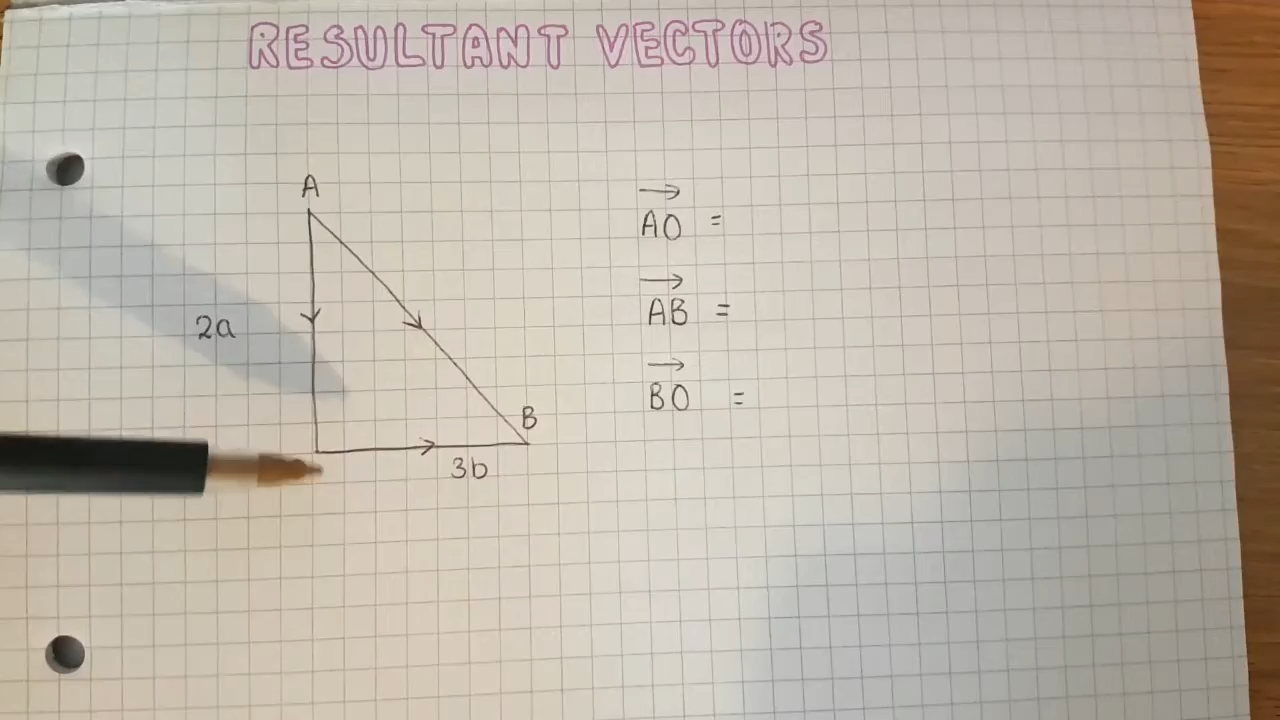 RESULTANT VECTORS
A
2a
B
3b
AO =
AB =
BO =